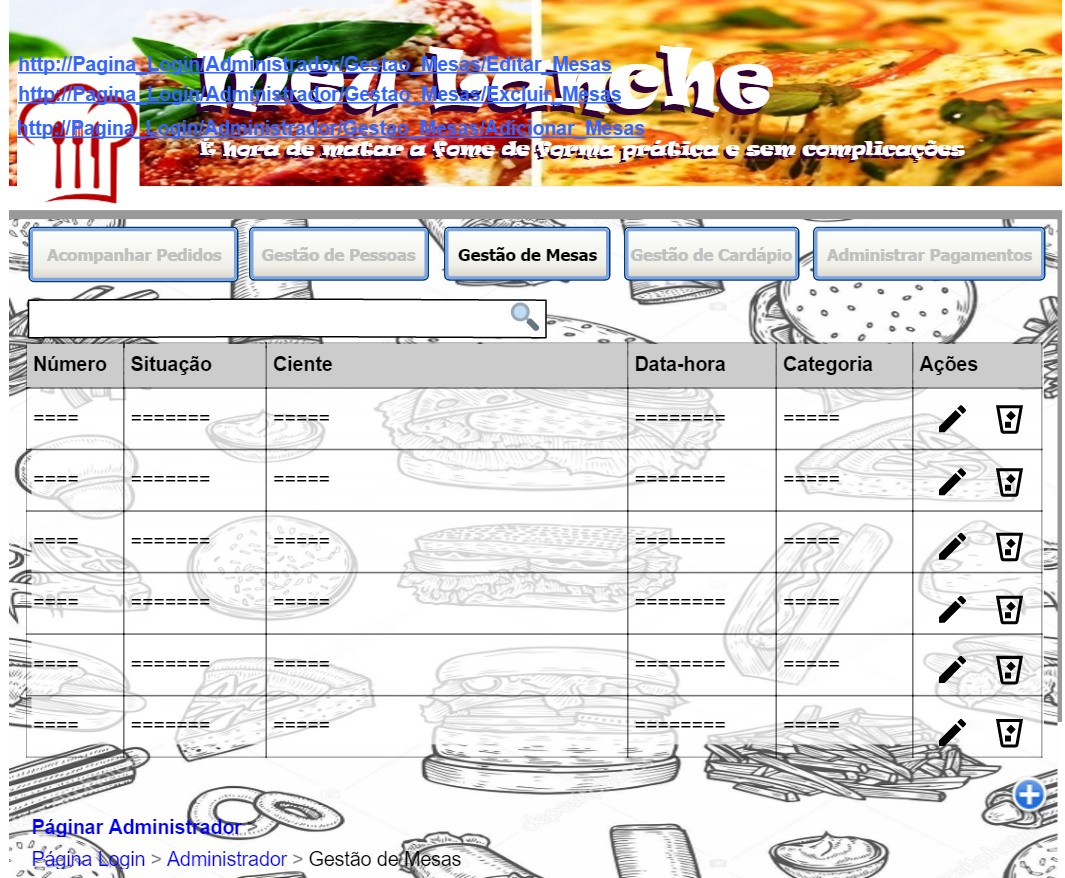 Meq Lanche
http://Pagina_Login/Administrador/Gestao_Mesas/Editar_Mesas
http://Pagina_Login/Administrador/Gestao_Mesas/Excluir_Mesas
http://Pagina_Login/Administrador/Gestao_Mesas/Adicionar_Mesas
É hora de matar a fome de forma prática e sem complicações
Acompanhar Pedidos Gestão de Pessoas Gestão de Mesas Gestão de Cardápio Administrar Pagamentos
Número Situação Ciente Data-hora Categoria Ações
==== ======= ===== ======== =====
==== ======= ===== ======== =====
==== ======= ===== ======== =====
==== ======= ===== ======== =====
==== ======= ===== ======== =====
==== ======= ===== ======== =====
Páginar Administrador
Página Login > Administrador > Gestão de Mesas